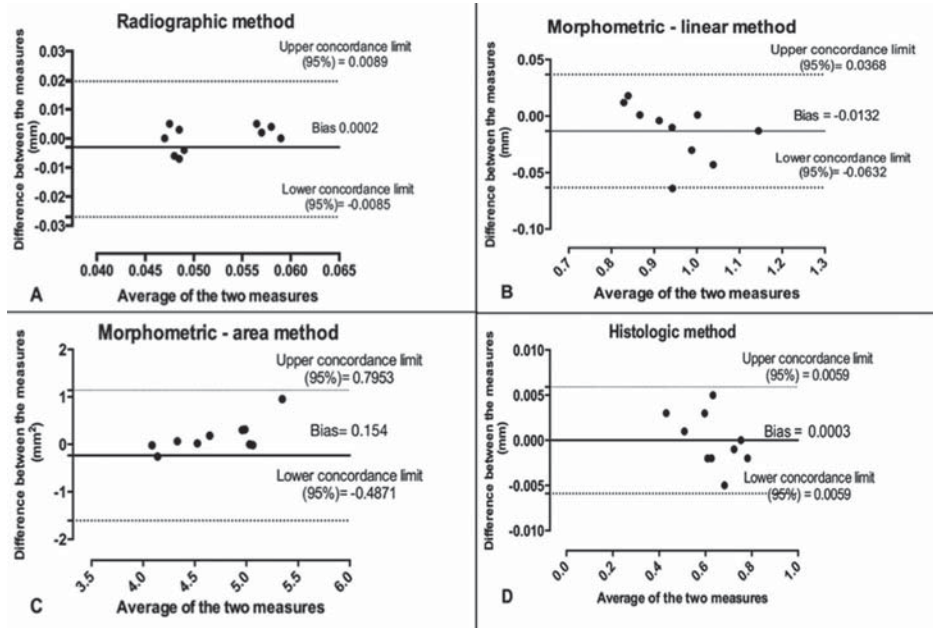 Radiographic method
Difference between the measures
(mm)
0.03
0.02
0.01
0.00
-0.01
-0.02
-0.03
Upper concordance limit
(95%) = 0.0089
Bias 0.0002
Lower concordance limit
(95%)= -0.0085
0.040
0.045
0.050
0.055
0.060
0.065
A
Average of the two measures
Morphometric - linear method
Difference between the measures
(mm)
0.05
0.00
-0.05
-0.10
Upper concordance limit
(95%) = 0.0368
Bias = -0.0132
Lower concordance limit
(95%)= -0.0632
0.7
0.8
0.9
1.0
1.1
1.2
1.3
B
Average of the two measures
Morphometric - area method
Difference between the measures
(mm²)
2
1
0
-1
-2
Upper concordance limit
(95%)= 0.7953
Bias= 0.154
Lower concordance limit
(95%)= -0.4871
3.5
4.0
4.5
5.0
5.5
6.0
C
Average of the two measures
Histologic method
Difference between the measures
(mm)
0.010
0.005
0.000
-0.005
-0.010
Upper concordance limit
(95%) = 0.0059
Bias = 0.0003
Lower concordance limit
(95%) = 0.0059
0.0
0.2
0.4
0.6
0.8
1.0
D
Average of the two measures